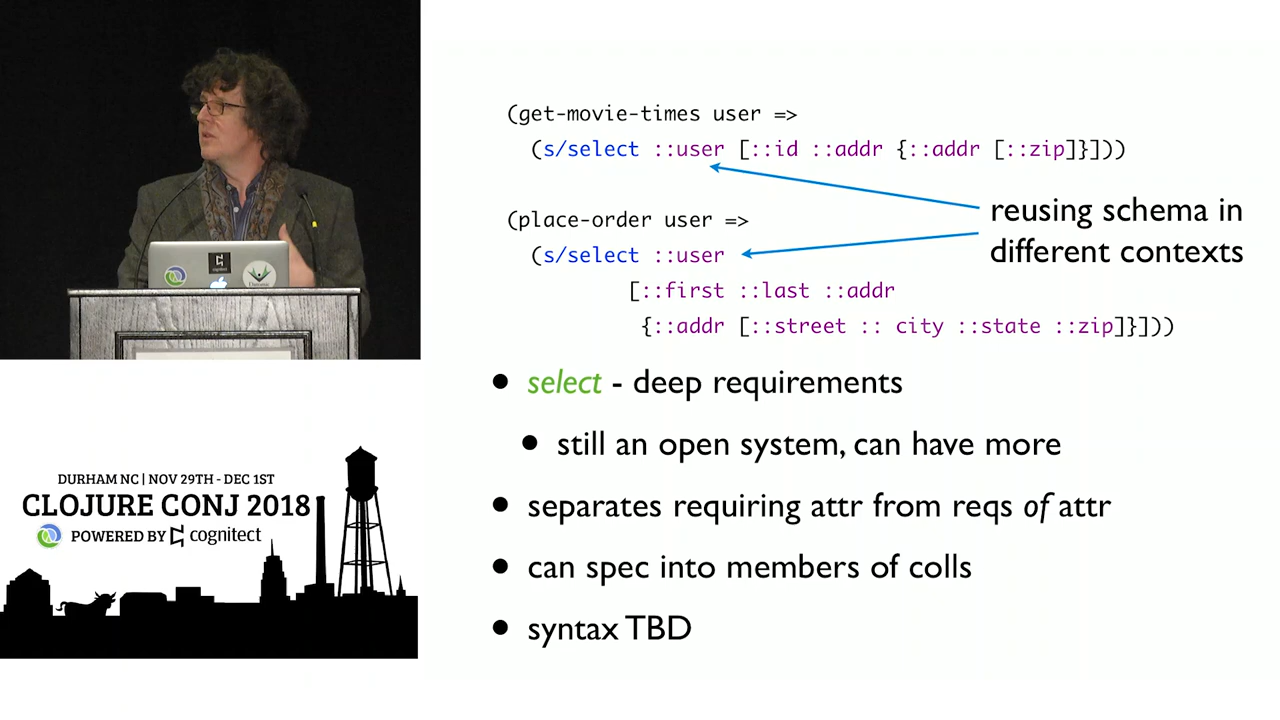 (get-movie-times user =>
(s/select ::user [::id ::addr {::addr [::zip]}]))
reusing schema in
different contexts
(place-order user =>
(s/select ::user
[::first ::last ::addr
{::addr [::street :: city ::state ::zip]}]))
• select - deep requirements
• still an open system, can have more
• separates requiring attr from reqs of attr
• can spec into members of colls
• syntax TBD
cognitect
DURHAM NC | NOV 29TH - DEC 1ST
CLOJURE CONJ 2018
POWERED BY cognitect